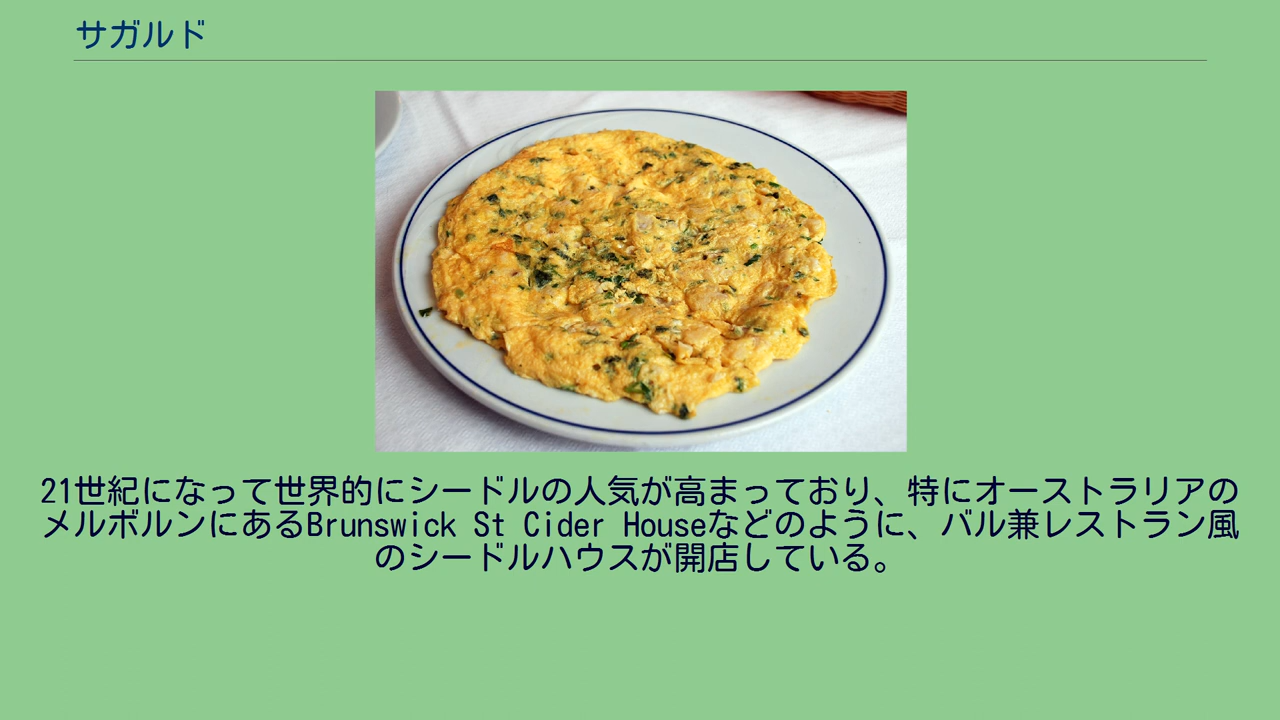 サガルド
21世紀になって世界的にシードルの人気が高まっており、特にオーストラリアの
メルボルンにあるBrunswick St Cider Houseなどのように、バル兼レストラン風
のシードルハウスが開店している。